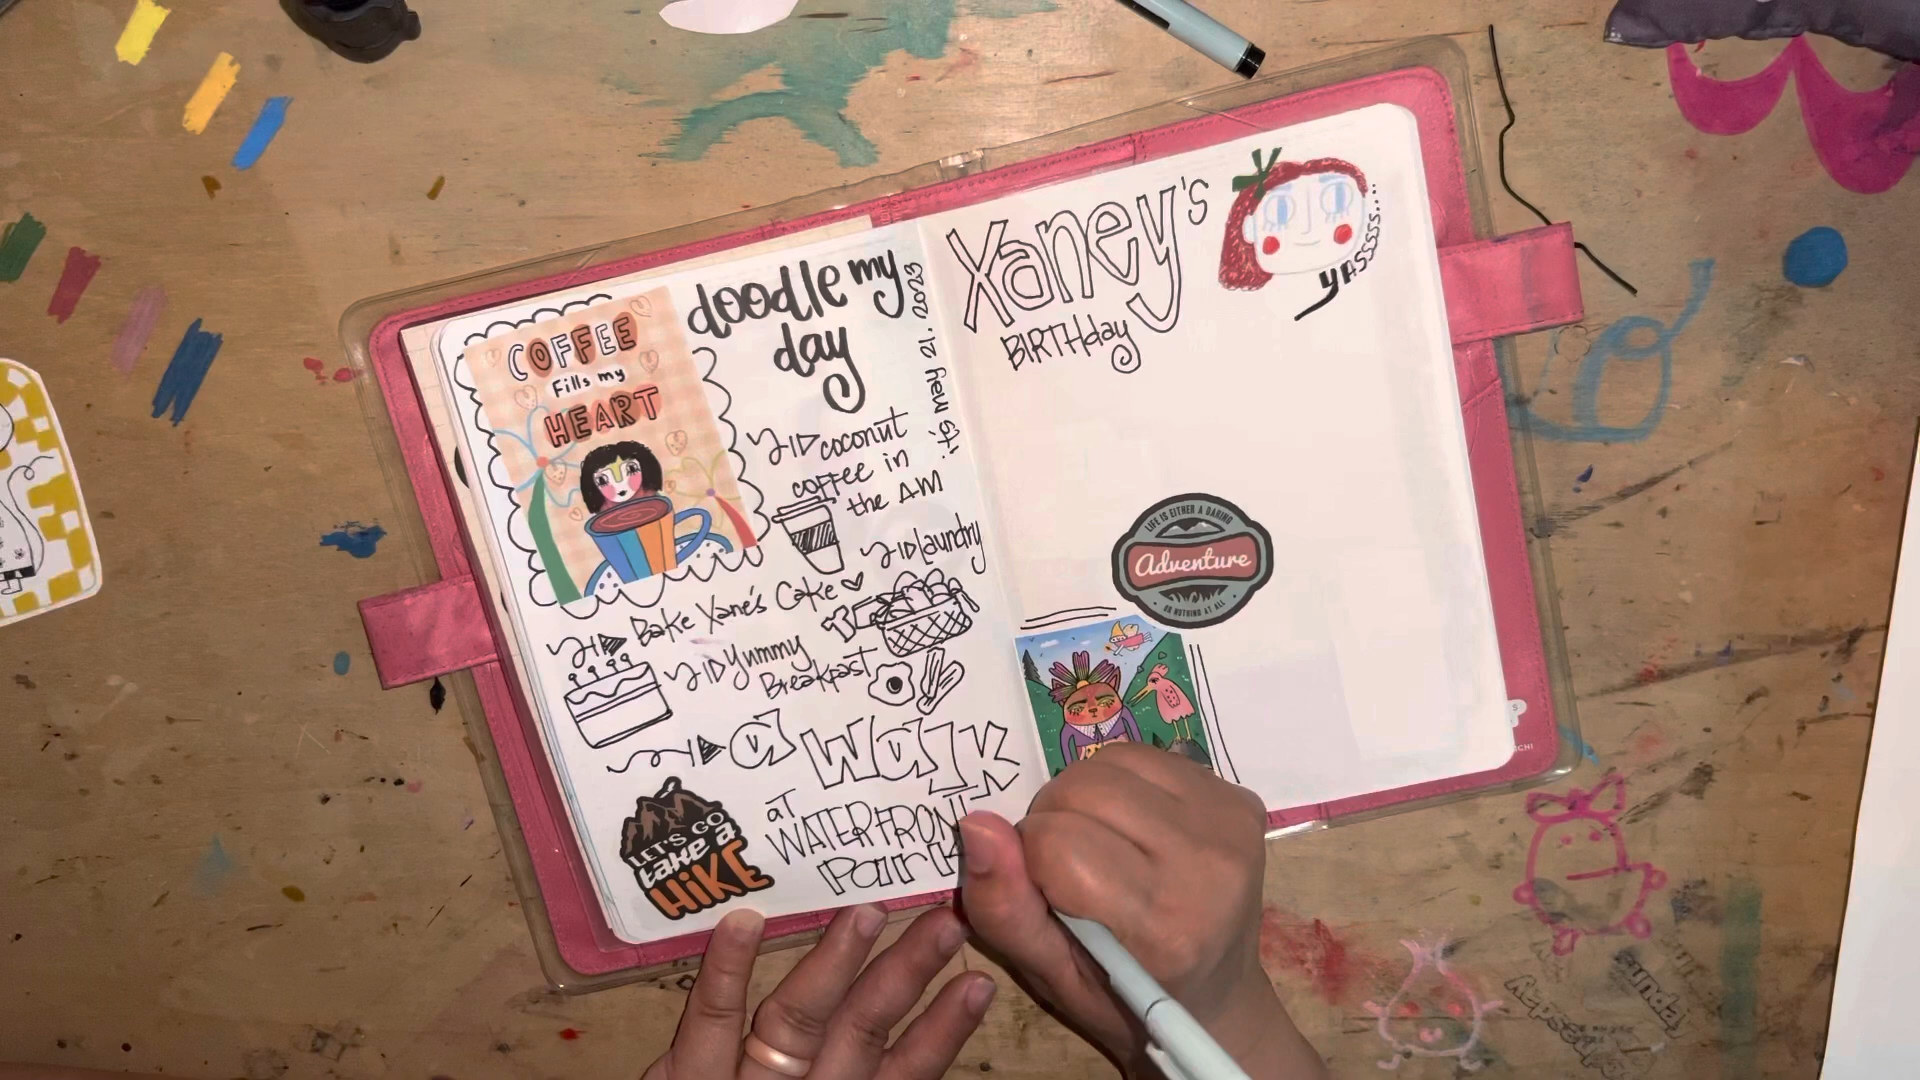 COFFEE
Fills my
HEART
doodle my
day
it's May 21, 2023
coconut
coffee in
the AM
laundry
Bake Xane's Cake
Yummy
Breakfast
a walk
at
WATERFRONT
Park
LET'S GO
take a
HIKE
Xaney's
BIRTHday
YASSSSS....
LIFE IS EITHER A DARING
Adventure
OR NOTHING AT ALL